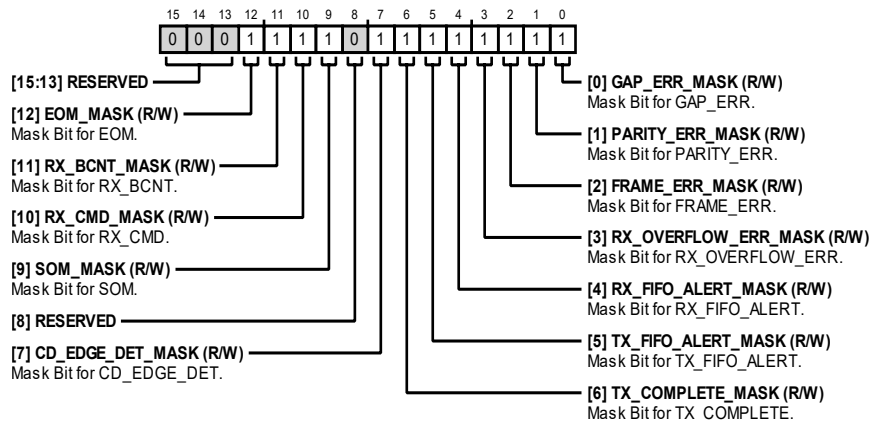 15 14 13 12 11 10 9 8 7 6 5 4 3 2 1 0
0 0 0 1 1 1 1 0 1 1 1 1 1 1 1 1
[15:13] RESERVED
[12] EOM_MASK (R/W)
Mask Bit for EOM.
[11] RX_BCNT_MASK (R/W)
Mask Bit for RX_BCNT.
[10] RX_CMD_MASK (R/W)
Mask Bit for RX_CMD.
[9] SOM_MASK (R/W)
Mask Bit for SOM.
[8] RESERVED
[7] CD_EDGE_DET_MASK (R/W)
Mask Bit for CD_EDGE_DET.
[0] GAP_ERR_MASK (R/W)
Mask Bit for GAP_ERR.
[1] PARITY_ERR_MASK (R/W)
Mask Bit for PARITY_ERR.
[2] FRAME_ERR_MASK (R/W)
Mask Bit for FRAME_ERR.
[3] RX_OVERFLOW_ERR_MASK (R/W)
Mask Bit for RX_OVERFLOW_ERR.
[4] RX_FIFO_ALERT_MASK (R/W)
Mask Bit for RX_FIFO_ALERT.
[5] TX_FIFO_ALERT_MASK (R/W)
Mask Bit for TX_FIFO_ALERT.
[6] TX_COMPLETE_MASK (R/W)
Mask Bit for TX_COMPLETE.